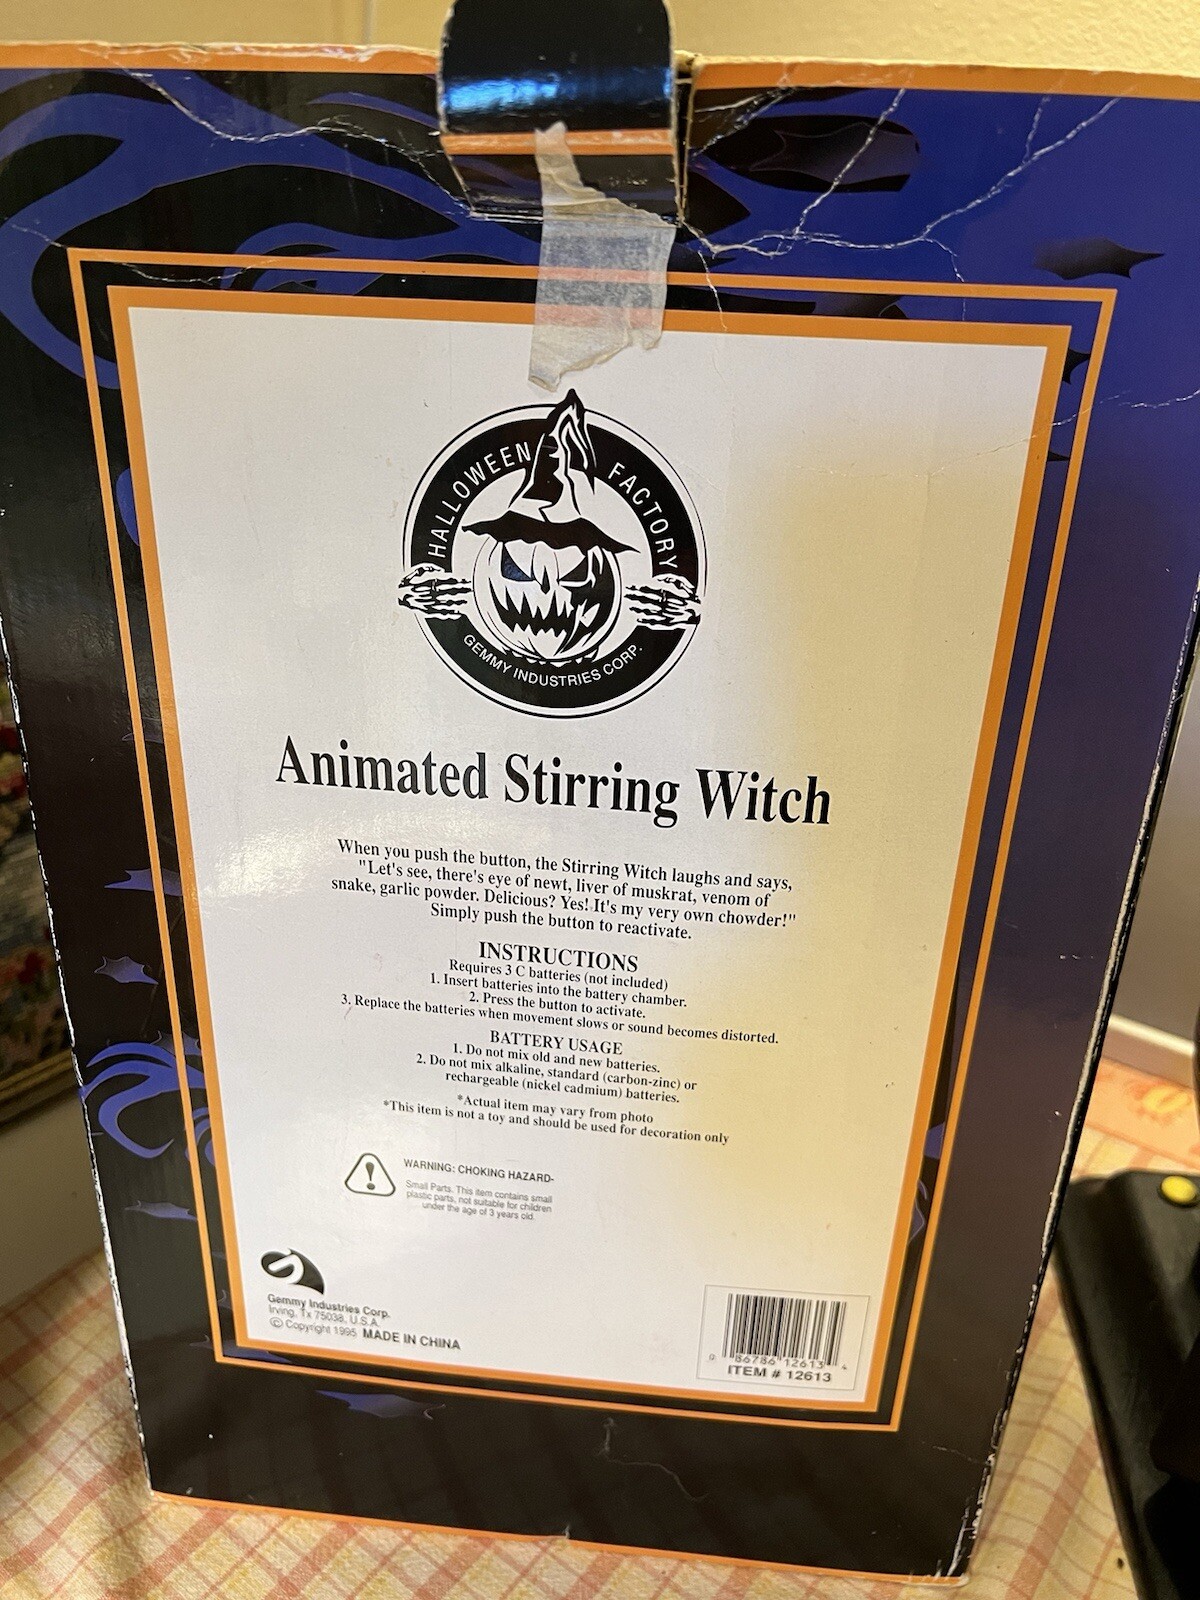 HALLOWEEN FACTORY
GEMMY INDUSTRIES CORP.
Animated Stirring Witch
When you push the button, the Stirring Witch laughs and says,
"Let's see, there's eye of newt, liver of muskrat, venom of
snake, garlic powder. Delicious? Yes! It's my very own chowder!"
Simply push the button to reactivate.
INSTRUCTIONS
Requires 3 C batteries (not included)
1. Insert batteries into the battery chamber.
2. Press the button to activate.
3. Replace the batteries when movement slows or sound becomes distorted.
BATTERY USAGE
1. Do not mix old and new batteries.
2. Do not mix alkaline, standard (carbon-zinc) or
rechargeable (nickel cadmium) batteries.
*Actual item may vary from photo
*This item is not a toy and should be used for decoration only
WARNING: CHOKING HAZARD-
Small Parts. This item contains small
plastic parts, not suitable for children
under the age of 3 years old.
Gemmy Industries Corp.
Irving, Tx 75038, U.S.A.
© Copyright 1995 MADE IN CHINA
0 86786 12613 4
ITEM # 12613